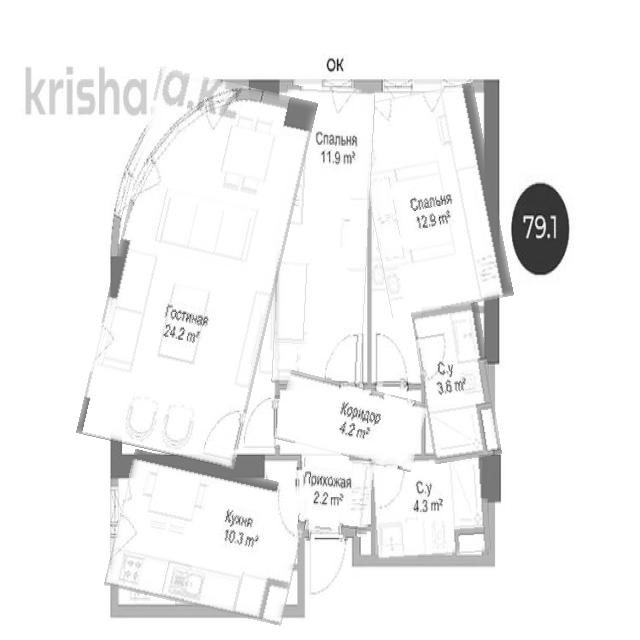 ОК
krisha.kz
Спальня
11.9 m²
Спальня
12.9 m²
79.1
Гостиная
24.2 m²
С.у
3.6 m²
Коридор
4.2 m²
Прихожая
2.2 m²
С.у
4.3 m²
Кухня
10.3 m²